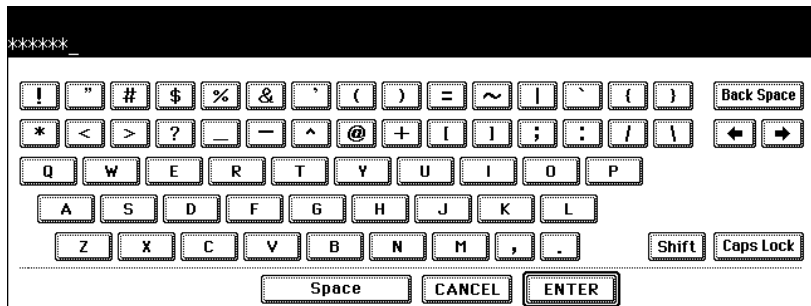 ******_
! " # $ % & ' ( ) = ~ | ` { } Back Space
* < > ? _ - ^ @ + [ ] ; : / \ ← →
Q W E R T Y U I O P
A S D F G H J K L
Z X C V B N M , . Shift Caps Lock
Space CANCEL ENTER